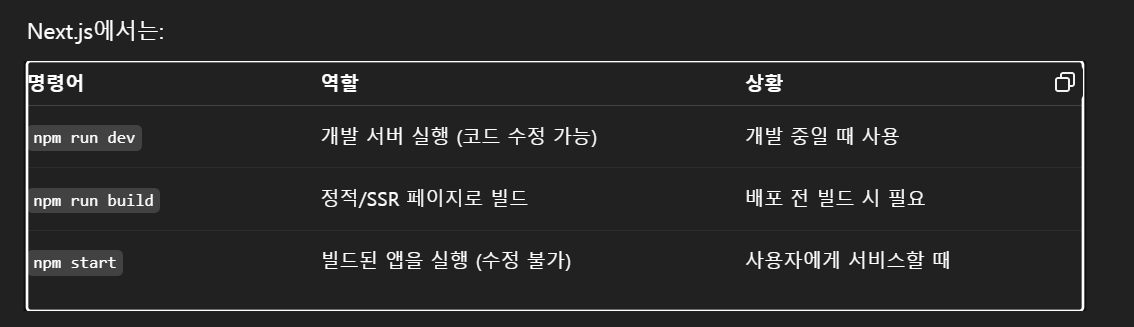 Next.js에서는:
명령어 역할 상황
npm run dev 개발 서버 실행 (코드 수정 가능) 개발 중일 때 사용
npm run build 정적/SSR 페이지로 빌드 배포 전 빌드 시 필요
npm start 빌드된 앱을 실행 (수정 불가) 사용자에게 서비스할 때